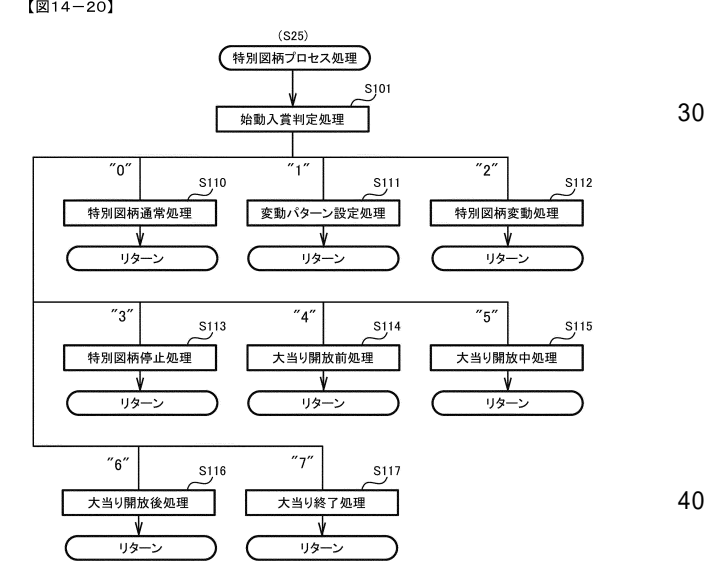 【図14－20】
(S25)
特別図柄プロセス処理
S101
始動入賞判定処理
30
"0" "1" "2"
S110 S111 S112
特別図柄通常処理 変動パターン設定処理 特別図柄変動処理
リターン リターン リターン
"3" "4" "5"
S113 S114 S115
特別図柄停止処理 大当り開放前処理 大当り開放中処理
リターン リターン リターン
"6" "7"
S116 S117
大当り開放後処理 大当り終了処理
40
リターン リターン